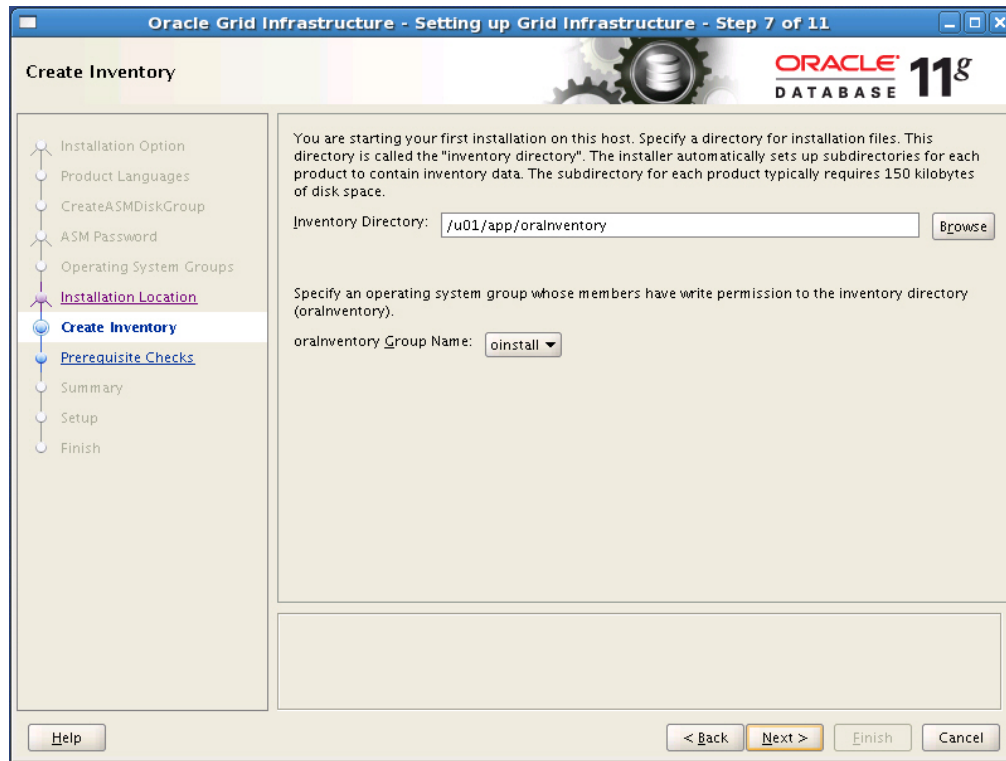 Oracle Grid Infrastructure - Setting up Grid Infrastructure - Step 7 of 11
Create Inventory
ORACLE
DATABASE
11g
Installation Option
Product Languages
CreateASMDiskGroup
ASM Password
Operating System Groups
Installation Location
Create Inventory
Prerequisite Checks
Summary
Setup
Finish
You are starting your first installation on this host. Specify a directory for installation files. This
directory is called the "inventory directory". The installer automatically sets up subdirectories for each
product to contain inventory data. The subdirectory for each product typically requires 150 kilobytes
of disk space.
Inventory Directory: /u01/app/oraInventory Browse
Specify an operating system group whose members have write permission to the inventory directory
(oraInventory).
oraInventory Group Name: oinstall
Help < Back Next > Finish Cancel